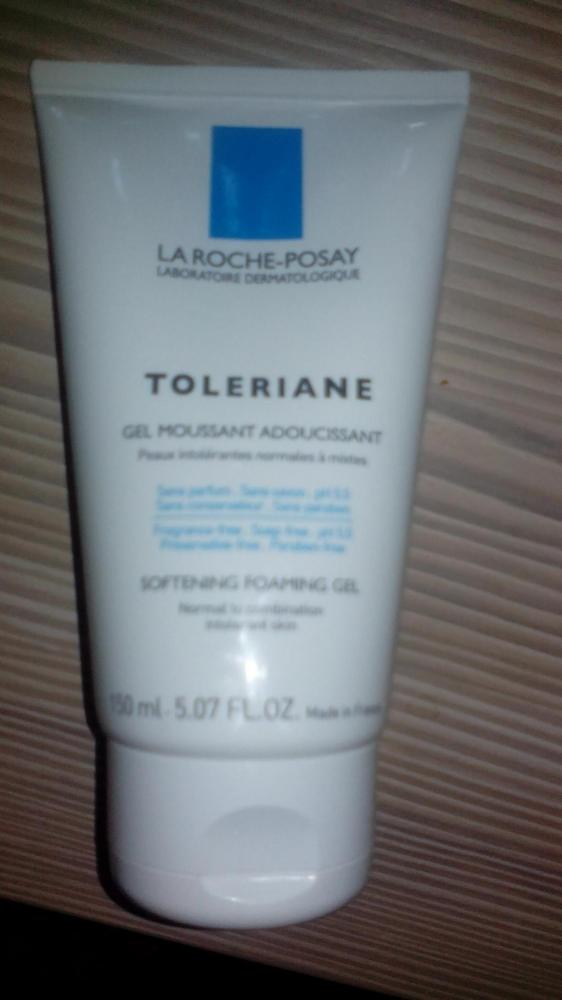 LA ROCHE-POSAY
LABORATOIRE DERMATOLOGIQUE
TOLERIANE
GEL MOUSSANT ADOUCISSANT
Peaux intolérantes normales à mixtes
Sans parfum . Sans savon . pH 5.5
Sans conservateur . Sans paraben
Fragrance-free . Soap-free . pH 5.5
Preservative-free . Paraben-free
SOFTENING FOAMING GEL
Normal to combination
intolerant skin
150 ml . 5.07 FL.OZ. Made in France